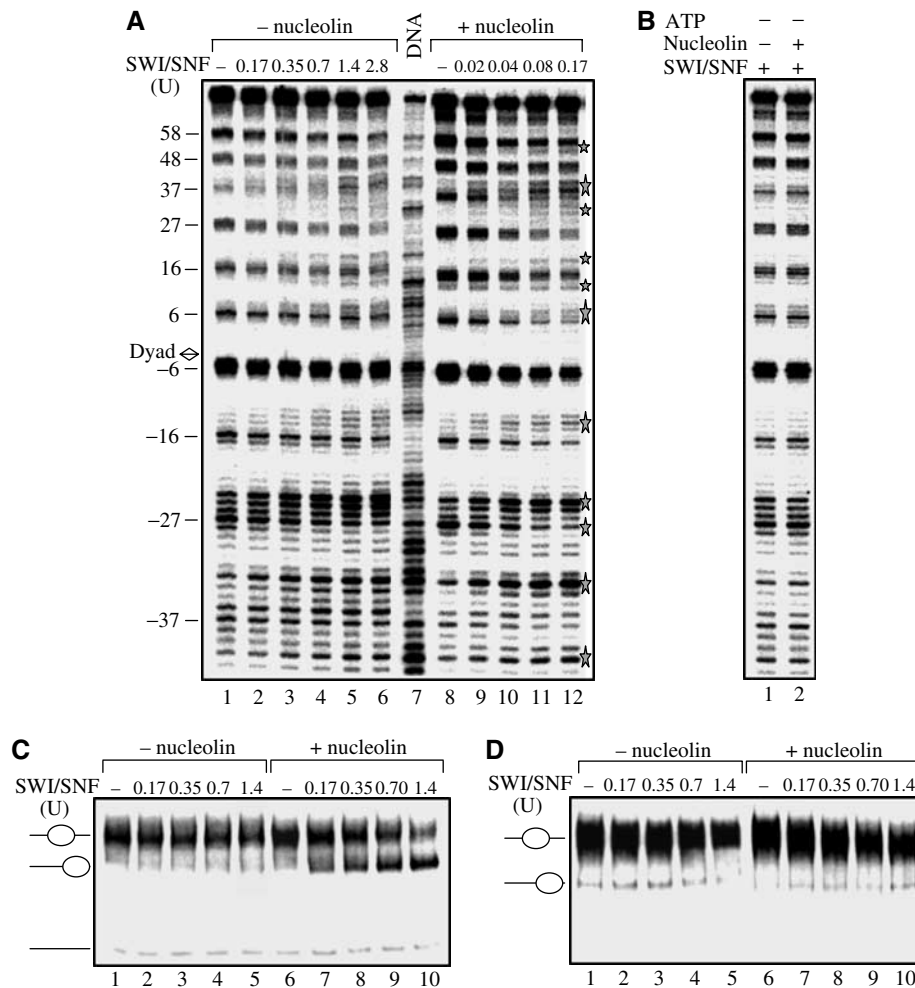 A
– nucleolin
DNA
+ nucleolin
SWI/SNF – 0.17 0.35 0.7 1.4 2.8 – 0.02 0.04 0.08 0.17
(U)
58
48
37
27
16
6
Dyad
–6
–16
–27
–37
1 2 3 4 5 6 7 8 9 10 11 12
B
ATP – –
Nucleolin – +
SWI/SNF + +
1 2
C
– nucleolin + nucleolin
SWI/SNF – 0.17 0.35 0.7 1.4 – 0.17 0.35 0.70 1.4
(U)
1 2 3 4 5 6 7 8 9 10
D
– nucleolin + nucleolin
SWI/SNF – 0.17 0.35 0.7 1.4 – 0.17 0.35 0.70 1.4
(U)
1 2 3 4 5 6 7 8 9 10